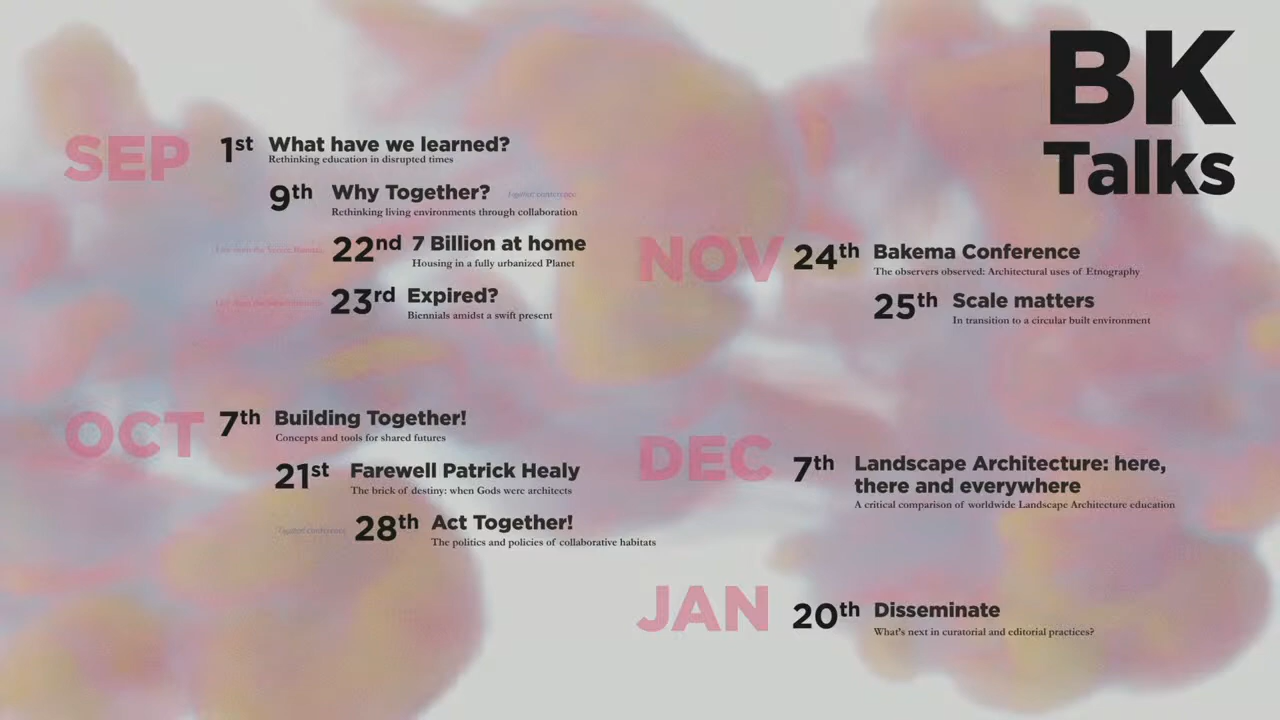 BK
Talks
SEP
1st What have we learned?
Rethinking education in disrupted times
9th Why Together? Together conference
Rethinking living environments through collaboration
22nd 7 Billion at home
Housing in a fully urbanized Planet
23rd Expired?
Biennials amidst a swift present
OCT
7th Building Together!
Concepts and tools for shared futures
21st Farewell Patrick Healy
The brick of destiny: when Gods were architects
Together conference 28th Act Together!
The politics and policies of collaborative habitats
NOV
24th Bakema Conference
The observers observed: Architectural uses of Etnography
25th Scale matters
In transition to a circular built environment
DEC
7th Landscape Architecture: here,
there and everywhere
A critical comparison of worldwide Landscape Architecture education
JAN
20th Disseminate
What's next in curatorial and editorial practices?